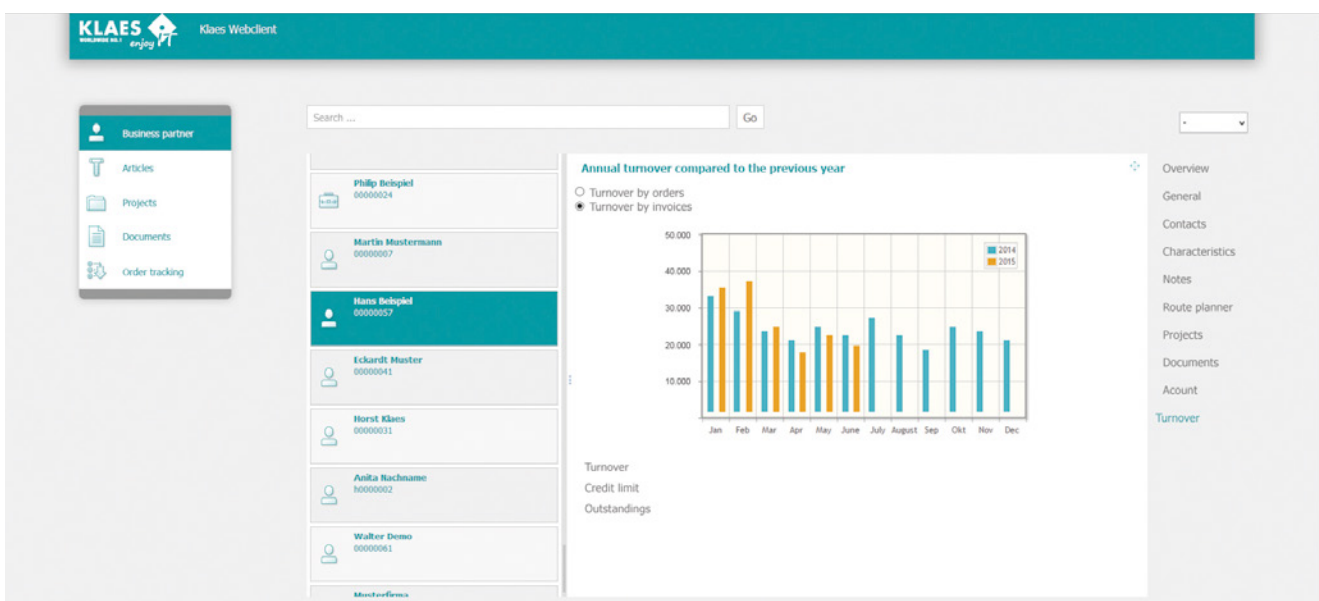 KLAES
WORLDWIDE NO. 1
enjoy IT
Klaes Webclient
Business partner
Articles
Projects
Documents
Order tracking
Search ...
Go
-
Philip Beispiel
00000024
Martin Mustermann
00000007
Hans Beispiel
00000057
Eckardt Muster
00000041
Horst Klaes
00000031
Anita Nachname
h0000002
Walter Demo
00000061
Musterfirma
Annual turnover compared to the previous year
Turnover by orders
Turnover by invoices
50.000
40.000
30.000
20.000
10.000
2014
2015
Jan Feb Mar Apr May June July August Sep Okt Nov Dec
Turnover
Credit limit
Outstandings
Overview
General
Contacts
Characteristics
Notes
Route planner
Projects
Documents
Acount
Turnover